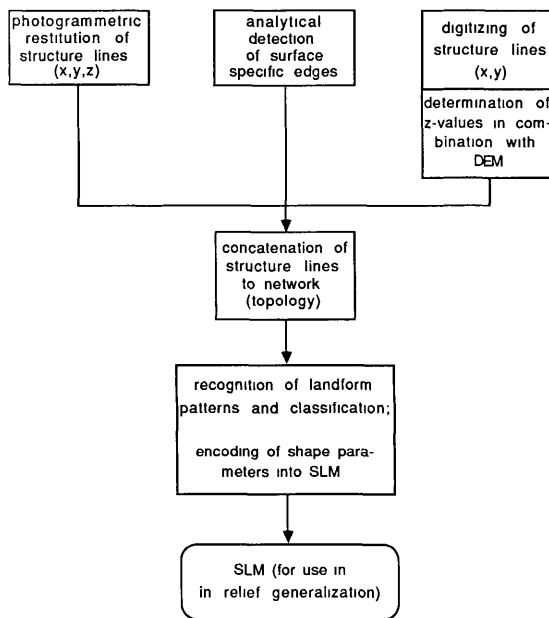 photogrammetric
restitution of
structure lines
(x,y,z)
analytical
detection
of surface
specific edges
digitizing of
structure lines
(x,y)
determination of
z-values in com-
bination with
DEM
concatenation of
structure lines
to network
(topology)
recognition of landform
patterns and classification;
encoding of shape para-
meters into SLM
SLM (for use in
in relief generalization)